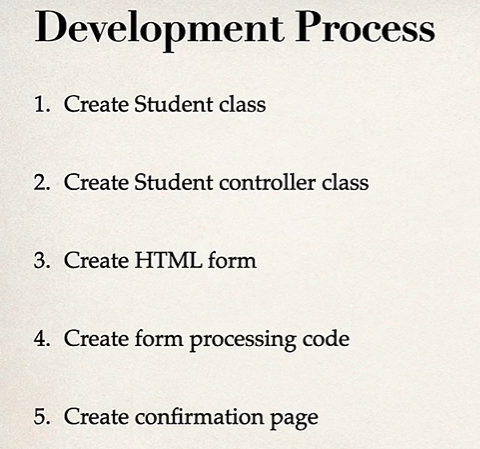 Development Process
1. Create Student class
2. Create Student controller class
3. Create HTML form
4. Create form processing code
5. Create confirmation page